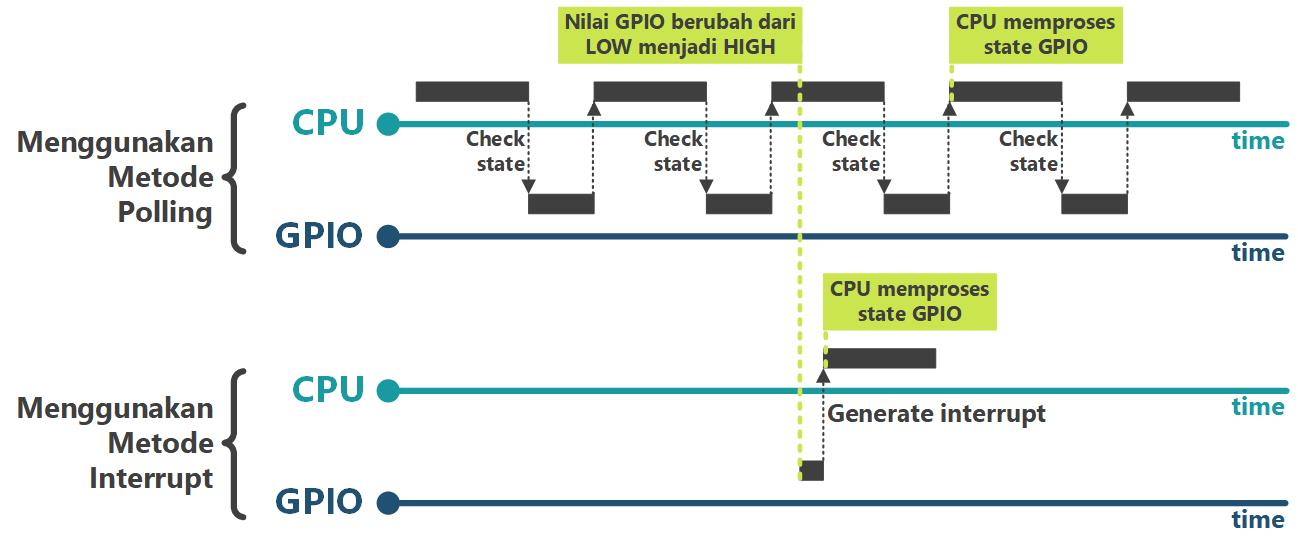 Nilai GPIO berubah dari
LOW menjadi HIGH
CPU memproses
state GPIO
Menggunakan
Metode
Polling
CPU
time
Check
state
Check
state
Check
state
Check
state
GPIO
time
CPU memproses
state GPIO
Menggunakan
Metode
Interrupt
CPU
time
Generate interrupt
GPIO
time